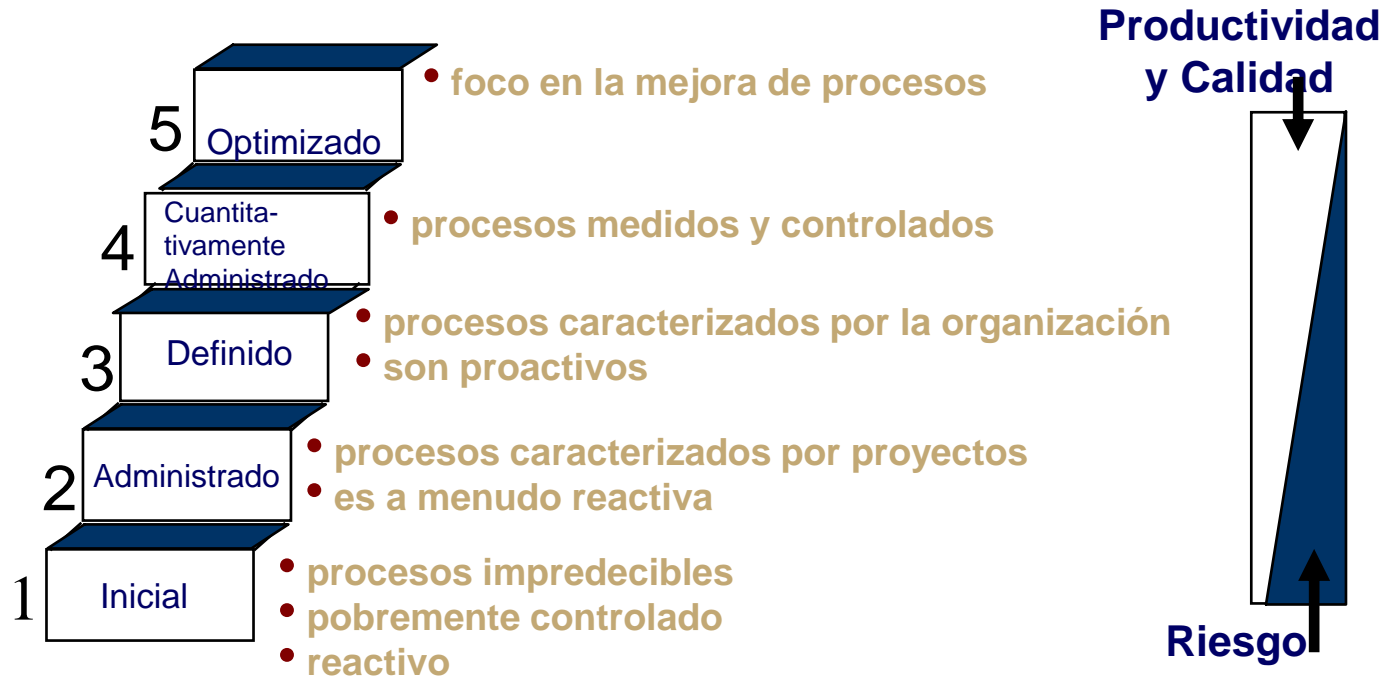 Productividad
y Calidad
5
Optimizado
• foco en la mejora de procesos
4
Cuantita-
tivamente
Administrado
• procesos medidos y controlados
3
Definido
• procesos caracterizados por la organización
• son proactivos
2
Administrado
• procesos caracterizados por proyectos
• es a menudo reactiva
1
Inicial
• procesos impredecibles
• pobremente controlado
• reactivo
Riesgo